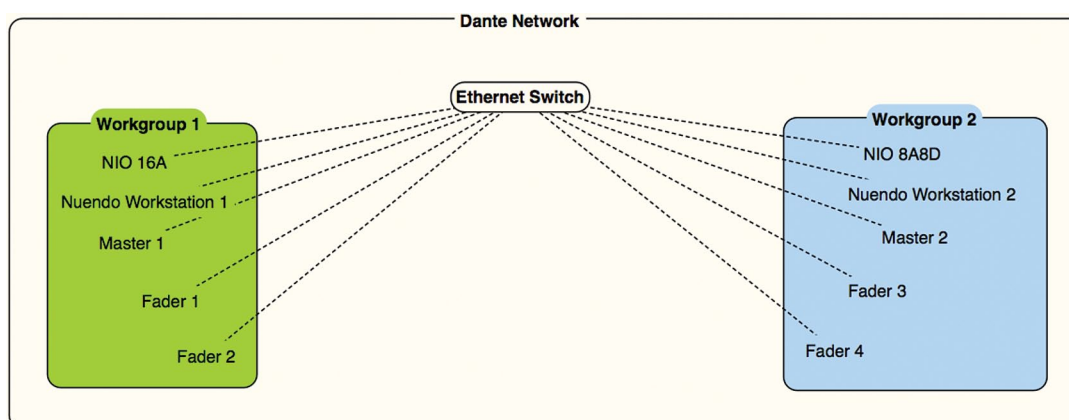 Dante Network
Ethernet Switch
Workgroup 1
NIO 16A
Nuendo Workstation 1
Master 1
Fader 1
Fader 2
Workgroup 2
NIO 8A8D
Nuendo Workstation 2
Master 2
Fader 3
Fader 4